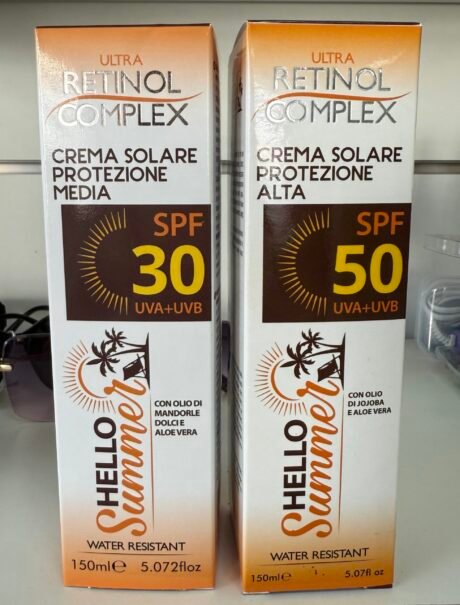 ULTRA
RETINOL
COMPLEX
CREMA SOLARE
PROTEZIONE
MEDIA
SPF
30
UVA+UVB
HELLO
Summer
CON OLIO DI
MANDORLE
DOLCI E
ALOE VERA
WATER RESISTANT
150ml℮ 5.072floz
ULTRA
RETINOL
COMPLEX
CREMA SOLARE
PROTEZIONE
ALTA
SPF
50
UVA+UVB
HELLO
Summer
CON OLIO
DI JOJOBA
E ALOE VERA
WATER RESISTANT
150ml℮ 5.07fl oz